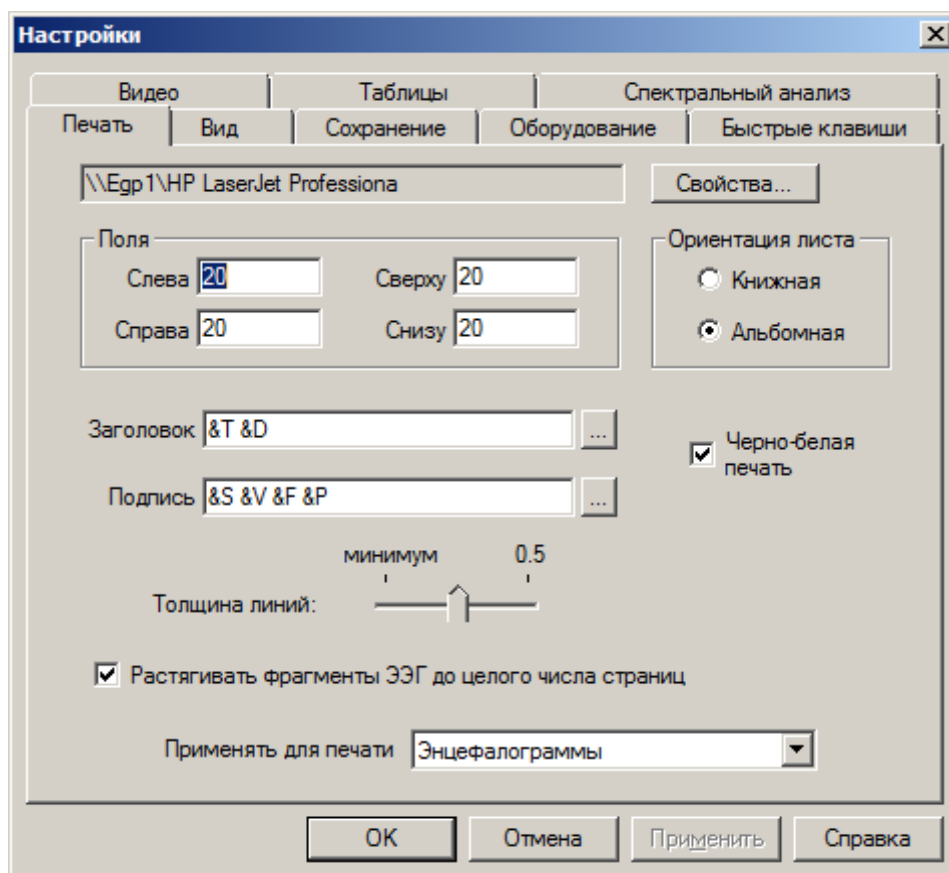 Настройки
Видео Таблицы Спектральный анализ
Печать Вид Сохранение Оборудование Быстрые клавиши
\\Egp1\HP LaserJet Professiona Свойства...
Поля Ориентация листа
Слева 20 Сверху 20 Книжная
Справа 20 Снизу 20 Альбомная
Заголовок &T &D ...
Черно-белая
печать
Подпись &S &V &F &P ...
минимум 0.5
Толщина линий:
Растягивать фрагменты ЭЭГ до целого числа страниц
Применять для печати Энцефалограммы
OK Отмена Применить Справка